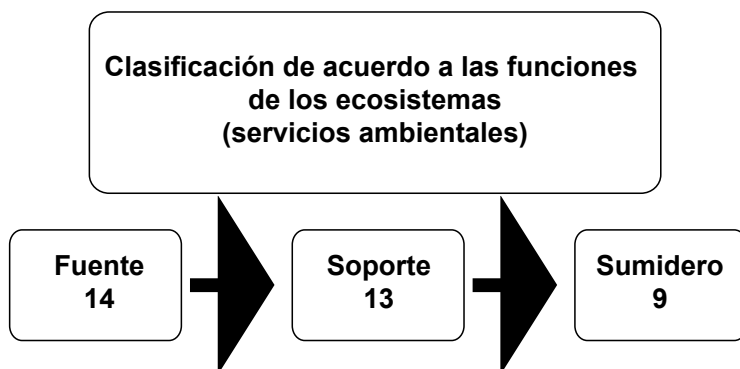 Clasificación de acuerdo a las funciones
de los ecosistemas
(servicios ambientales)
Fuente
14
Soporte
13
Sumidero
9